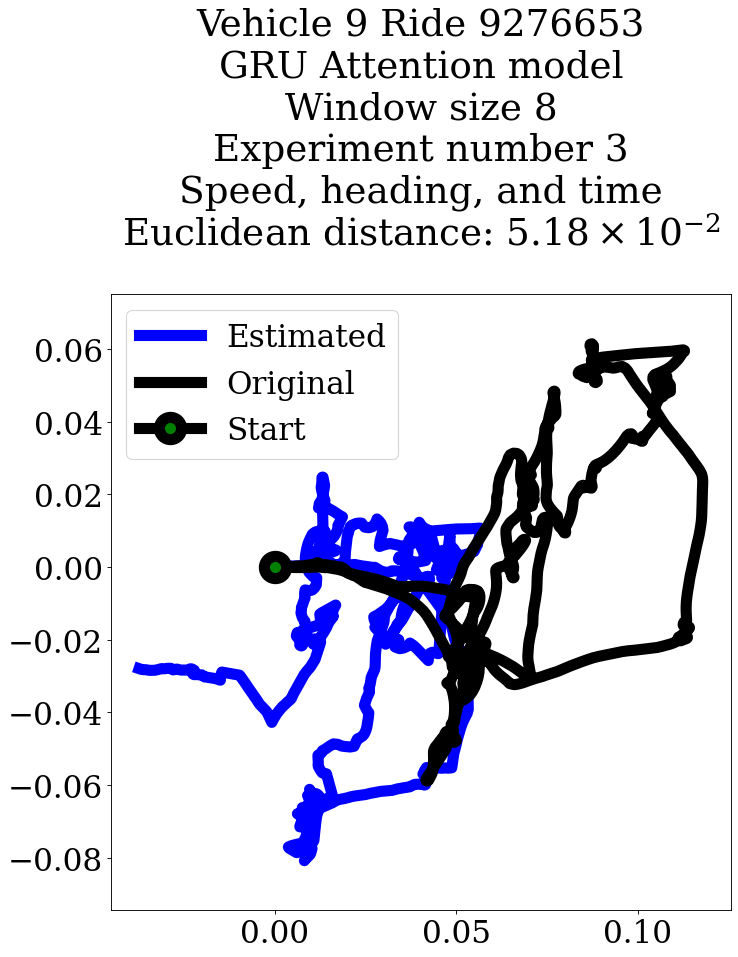 Vehicle 9 Ride 9276653
GRU Attention model
Window size 8
Experiment number 3
Speed, heading, and time
Euclidean distance: 5.18 × 10⁻²
Estimated
Original
Start
0.06
0.04
0.02
0.00
−0.02
−0.04
−0.06
−0.08
0.00 0.05 0.10